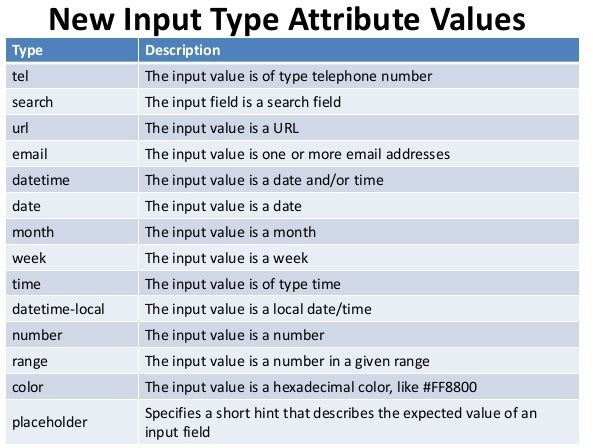 New Input Type Attribute Values
Type Description
tel The input value is of type telephone number
search The input field is a search field
url The input value is a URL
email The input value is one or more email addresses
datetime The input value is a date and/or time
date The input value is a date
month The input value is a month
week The input value is a week
time The input value is of type time
datetime-local The input value is a local date/time
number The input value is a number
range The input value is a number in a given range
color The input value is a hexadecimal color, like #FF8800
placeholder Specifies a short hint that describes the expected value of an
input field